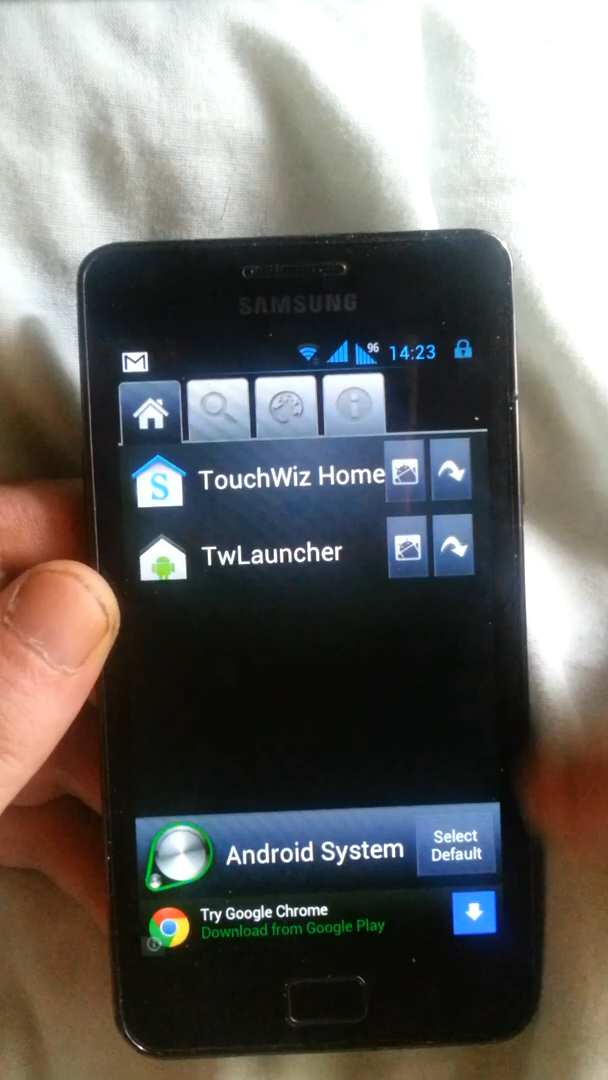 SAMSUNG
96 14:23
S TouchWiz Home
TwLauncher
Android System
Select
Default
Try Google Chrome
Download from Google Play